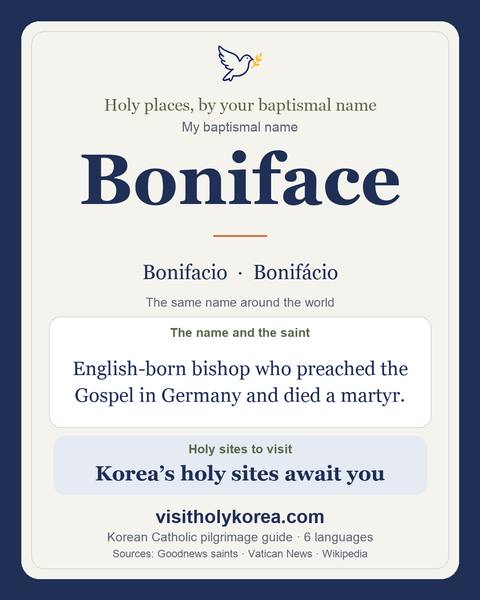 Holy places, by your baptismal name
My baptismal name
Boniface
Bonifacio · Bonifácio
The same name around the world
The name and the saint
English-born bishop who preached the
Gospel in Germany and died a martyr.
Holy sites to visit
Korea’s holy sites await you
visitholykorea.com
Korean Catholic pilgrimage guide · 6 languages
Sources: Goodnews saints · Vatican News · Wikipedia